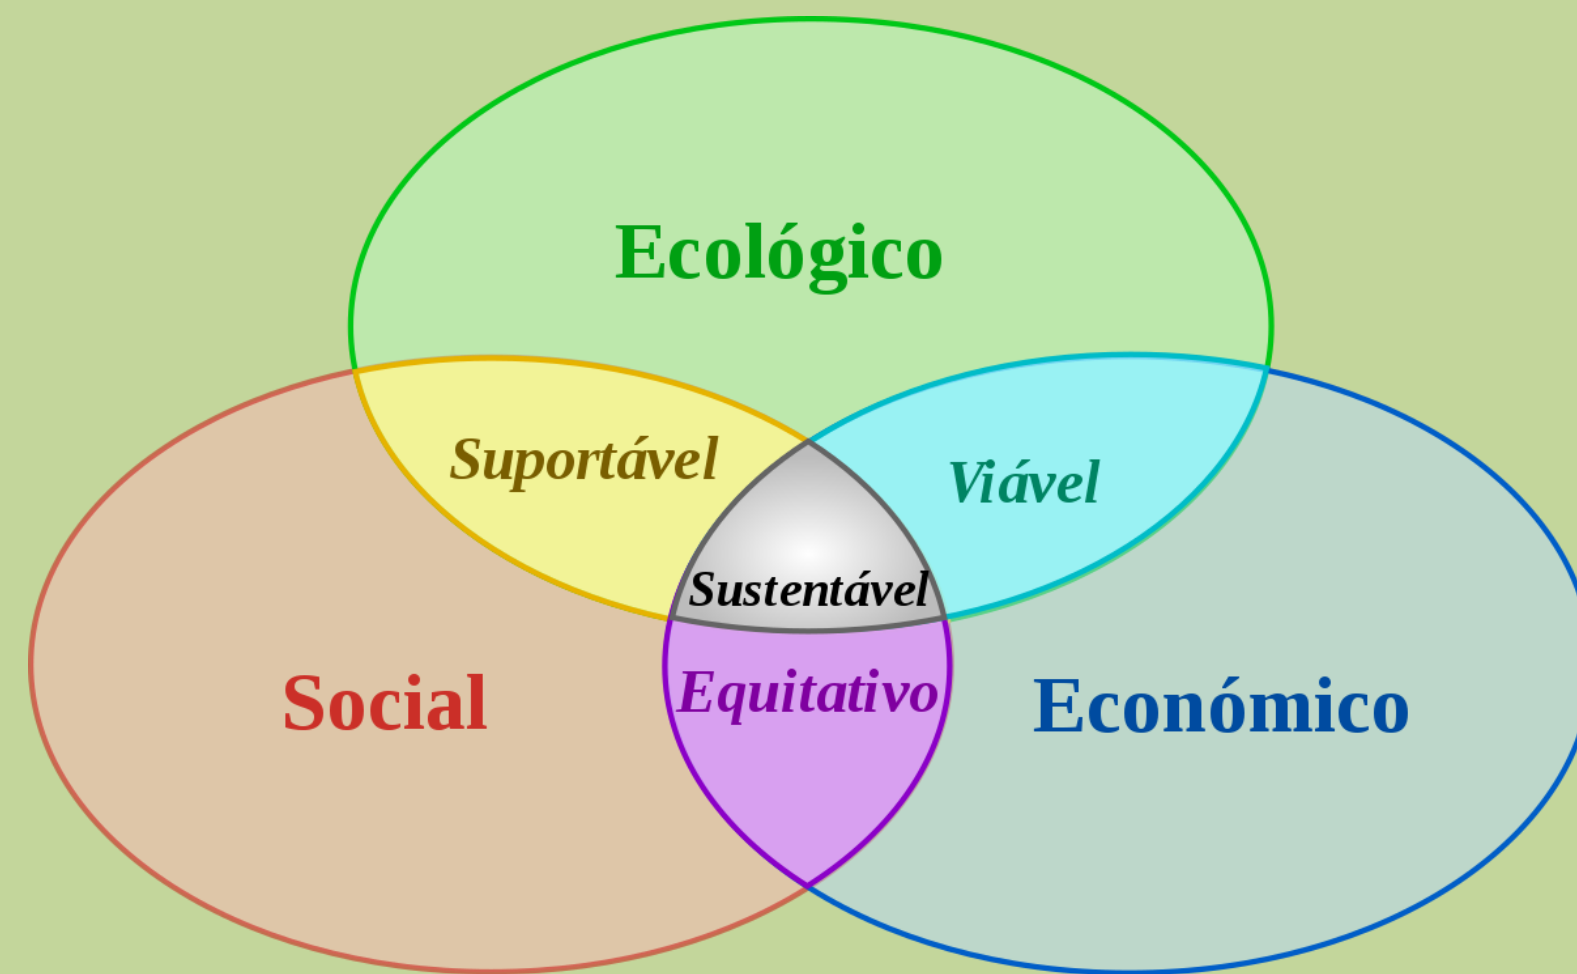 Ecológico
Suportável
Viável
Sustentável
Social
Equitativo
Económico